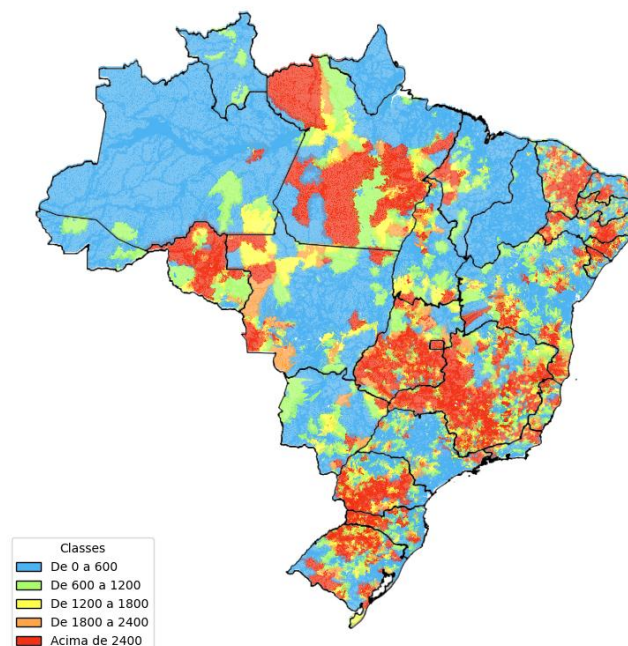 Classes
De 0 a 600
De 600 a 1200
De 1200 a 1800
De 1800 a 2400
Acima de 2400